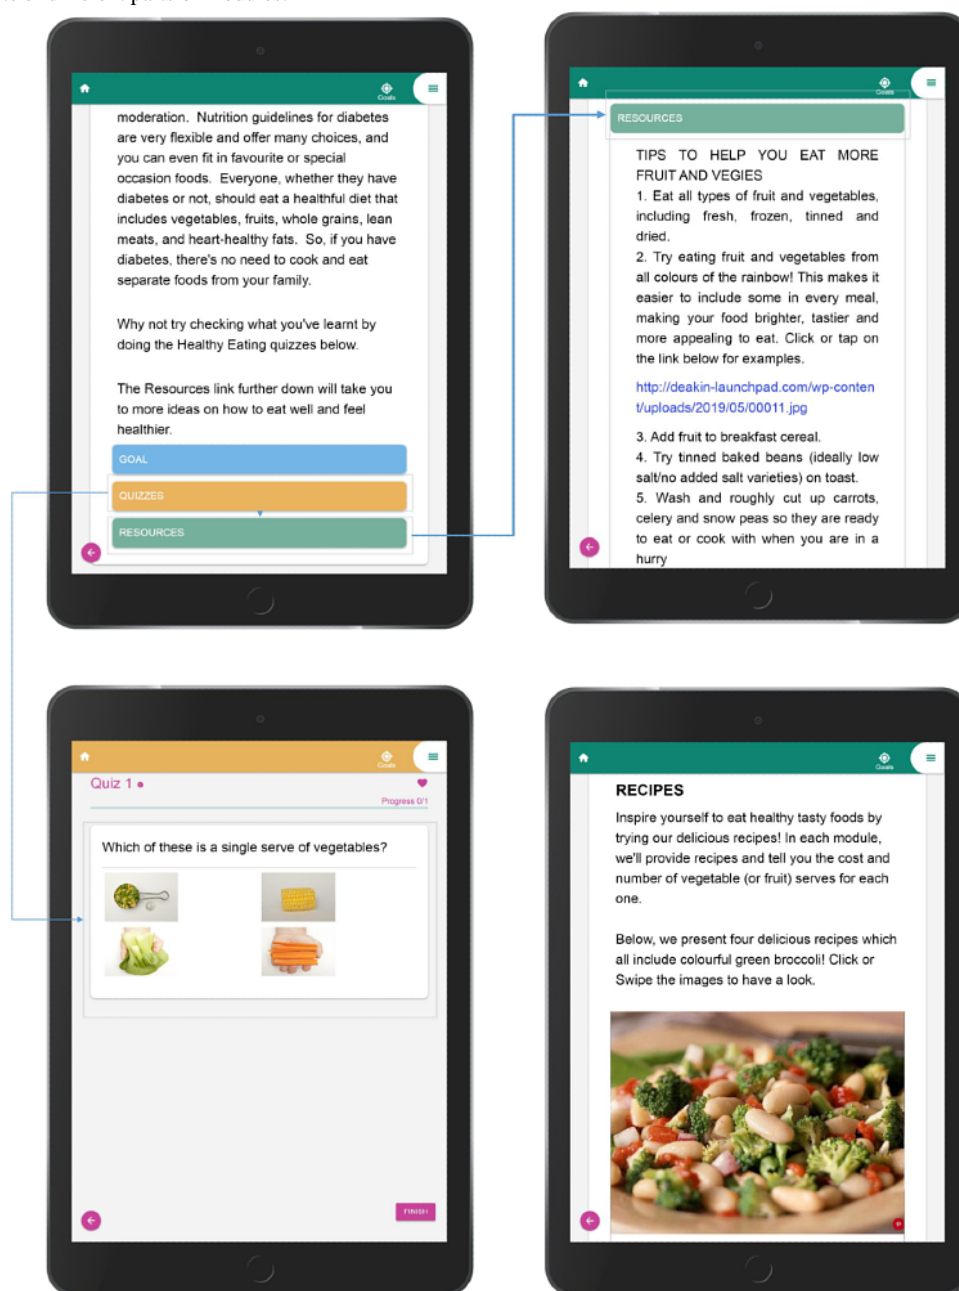 Goals
moderation. Nutrition guidelines for diabetes
are very flexible and offer many choices, and
you can even fit in favourite or special
occasion foods. Everyone, whether they have
diabetes or not, should eat a healthful diet that
includes vegetables, fruits, whole grains, lean
meats, and heart-healthy fats. So, if you have
diabetes, there's no need to cook and eat
separate foods from your family.
Why not try checking what you've learnt by
doing the Healthy Eating quizzes below.
The Resources link further down will take you
to more ideas on how to eat well and feel
healthier.
GOAL
QUIZZES
RESOURCES
Goals
RESOURCES
TIPS TO HELP YOU EAT MORE
FRUIT AND VEGIES
1. Eat all types of fruit and vegetables,
including fresh, frozen, tinned and
dried.
2. Try eating fruit and vegetables from
all colours of the rainbow! This makes it
easier to include some in every meal,
making your food brighter, tastier and
more appealing to eat. Click or tap on
the link below for examples.
http://deakin-launchpad.com/wp-conten
t/uploads/2019/05/00011.jpg
3. Add fruit to breakfast cereal.
4. Try tinned baked beans (ideally low
salt/no added salt varieties) on toast.
5. Wash and roughly cut up carrots,
celery and snow peas so they are ready
to eat or cook with when you are in a
hurry
Goals
Quiz 1
Progress 0/1
Which of these is a single serve of vegetables?
FINISH
Goals
RECIPES
Inspire yourself to eat healthy tasty foods by
trying our delicious recipes! In each module,
we'll provide recipes and tell you the cost and
number of vegetable (or fruit) serves for each
one.
Below, we present four delicious recipes which
all include colourful green broccoli! Click or
Swipe the images to have a look.